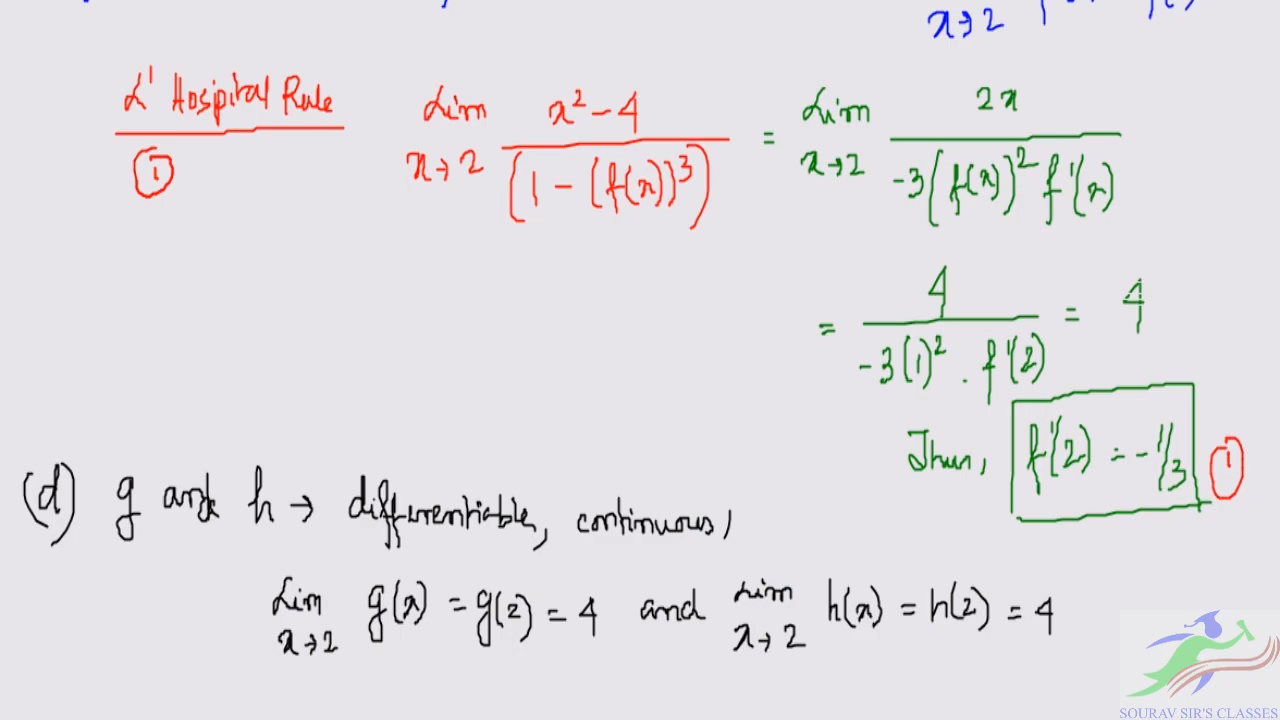 x→2
L' Hospital Rule
①
Lim x→2 x² - 4 / (1 - (f(x))³) = Lim x→2 2x / -3(f(x))² f'(x)
= 4 / -3(1)² . f'(2) = 4
Thus, f'(2) = -1/3 ①
(d) g and h → differentiable, continuous,
Lim x→2 g(x) = g(2) = 4 and Lim x→2 h(x) = h(2) = 4
SOURAV SIR'S CLASSES